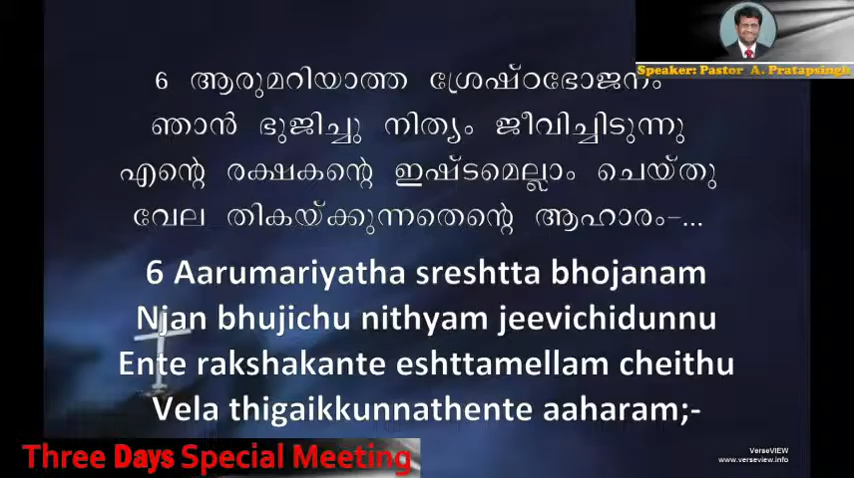 Speaker: Pastor A. Pratapsingh
6 ആരുമറിയാത്ത ശ്രേഷ്ഠഭോജനം
ഞാൻ ഭുജിച്ചു നിത്യം ജീവിച്ചിടുന്നു
എന്റെ രക്ഷകന്റെ ഇഷ്ടമെല്ലാം ചെയ്തു
വേല തികയ്ക്കുന്നതെന്റെ ആഹാരം-...
6 Aarumariyatha sreshtta bhojanam
Njan bhujichu nithyam jeevichidunnu
Ente rakshakante eshttamellam cheithu
Vela thigaikkunnathente aaharam;-
Three Days Special Meeting
VerseVIEW
www.verseview.info